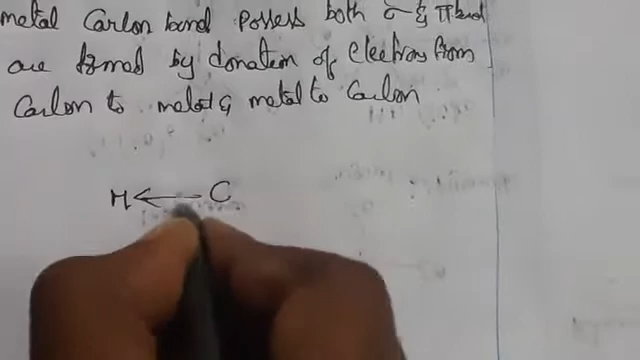 metal Carbon bond possess both σ & π bond
are formed by donation of electrons from
Carbon to metal & metal to Carbon
M ← C